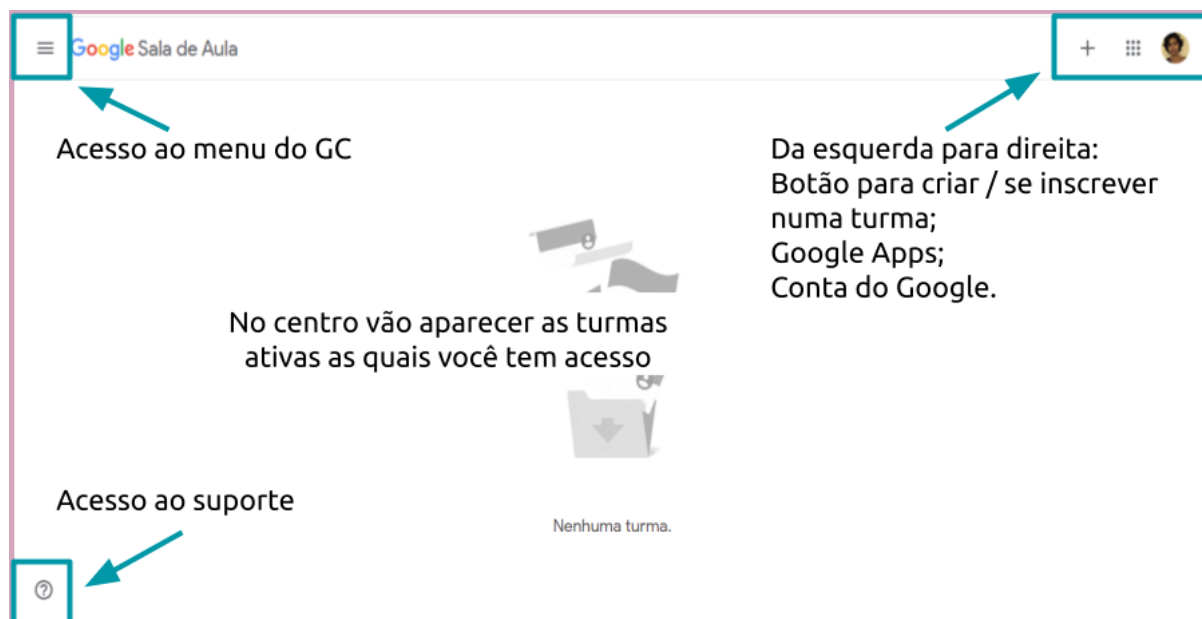 Google Sala de Aula
Acesso ao menu do GC
Da esquerda para direita:
Botão para criar / se inscrever
numa turma;
Google Apps;
Conta do Google.
No centro vão aparecer as turmas
ativas as quais você tem acesso
Acesso ao suporte
Nenhuma turma.